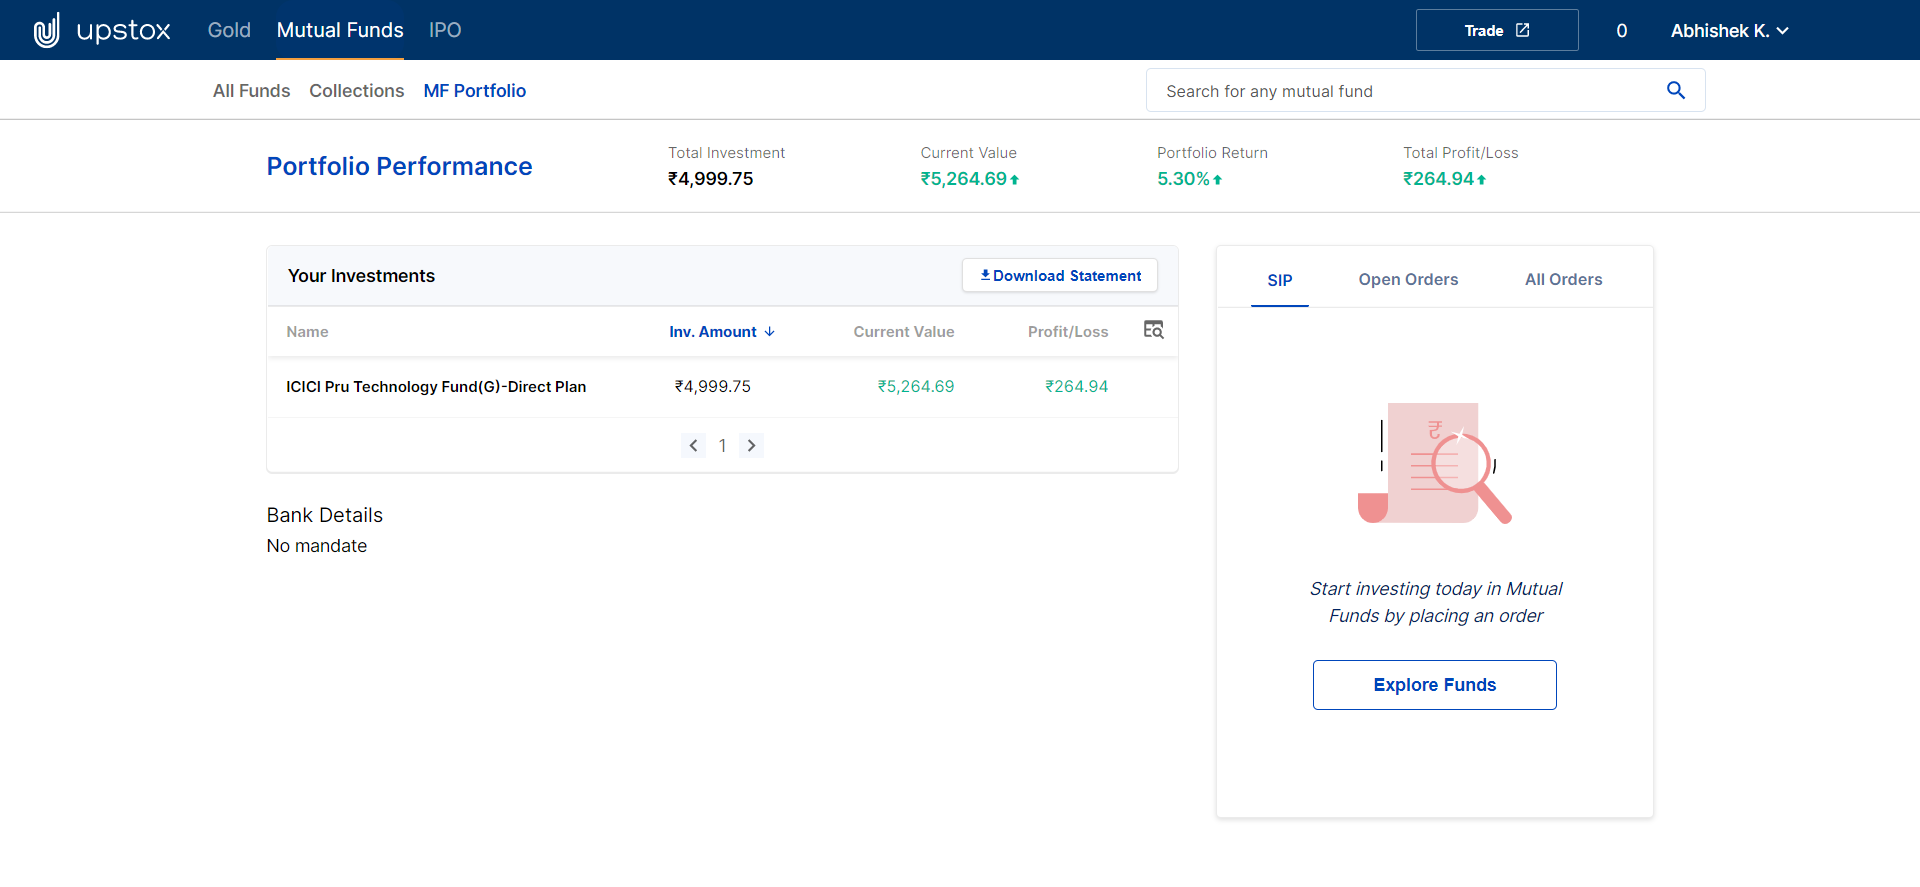 upstox Gold Mutual Funds IPO Trade 0 Abhishek K.
All Funds Collections MF Portfolio Search for any mutual fund
Portfolio Performance
Total Investment Current Value Portfolio Return Total Profit/Loss
₹4,999.75 ₹5,264.69 5.30% ₹264.94
Your Investments Download Statement
Name Inv. Amount Current Value Profit/Loss
ICICI Pru Technology Fund(G)-Direct Plan ₹4,999.75 ₹5,264.69 ₹264.94
1
Bank Details
No mandate
SIP Open Orders All Orders
₹
Start investing today in Mutual
Funds by placing an order
Explore Funds